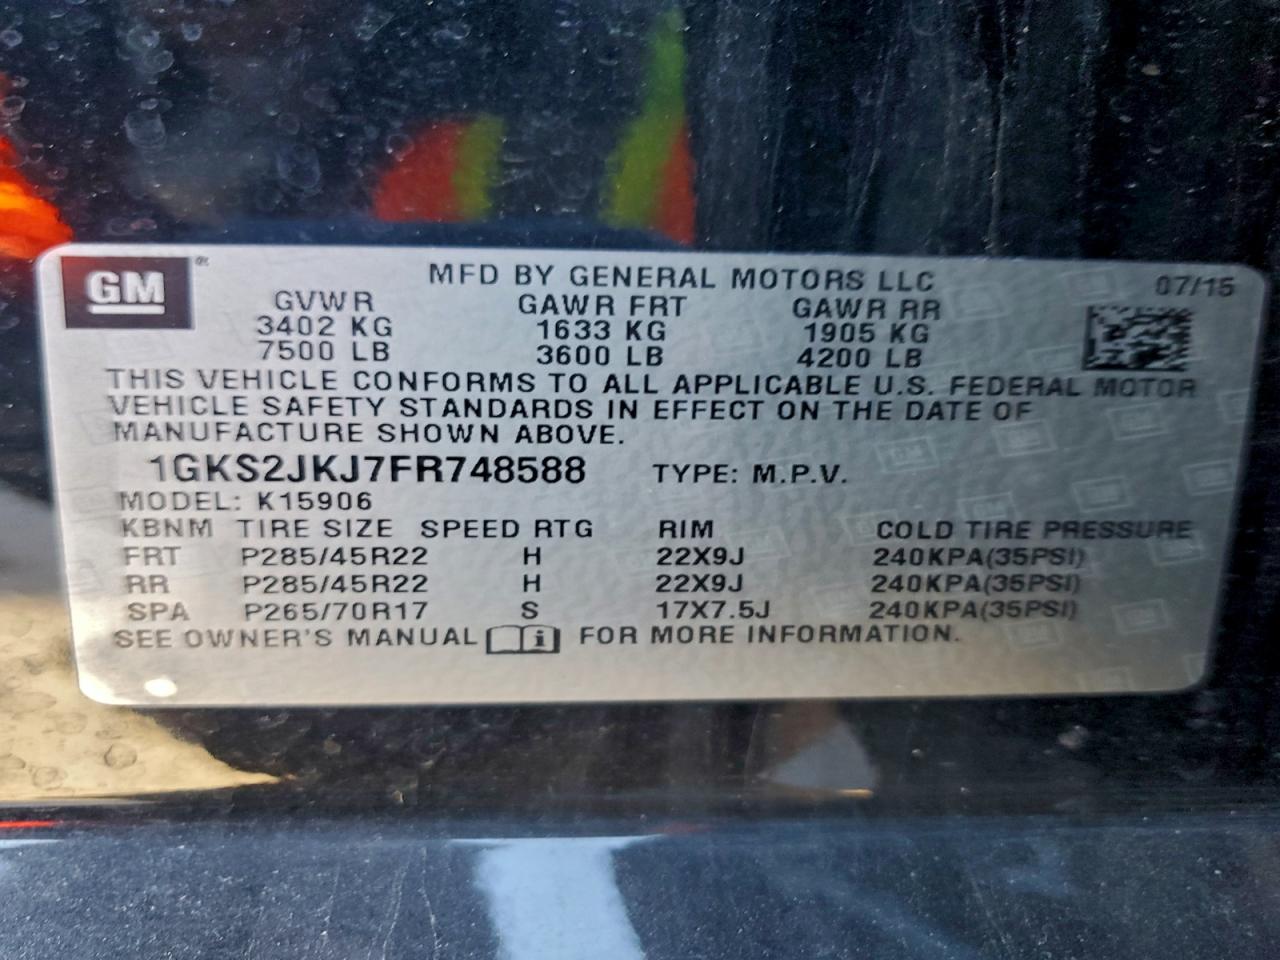 GM ®
MFD BY GENERAL MOTORS LLC 07/15
GVWR GAWR FRT GAWR RR
3402 KG 1633 KG 1905 KG
7500 LB 3600 LB 4200 LB
THIS VEHICLE CONFORMS TO ALL APPLICABLE U.S. FEDERAL MOTOR
VEHICLE SAFETY STANDARDS IN EFFECT ON THE DATE OF
MANUFACTURE SHOWN ABOVE.
1GKS2JKJ7FR748588 TYPE: M.P.V.
MODEL: K15906
KBNM TIRE SIZE SPEED RTG RIM COLD TIRE PRESSURE
FRT P285/45R22 H 22X9J 240KPA(35PSI)
RR P285/45R22 H 22X9J 240KPA(35PSI)
SPA P265/70R17 S 17X7.5J 240KPA(35PSI)
SEE OWNER'S MANUAL i FOR MORE INFORMATION.